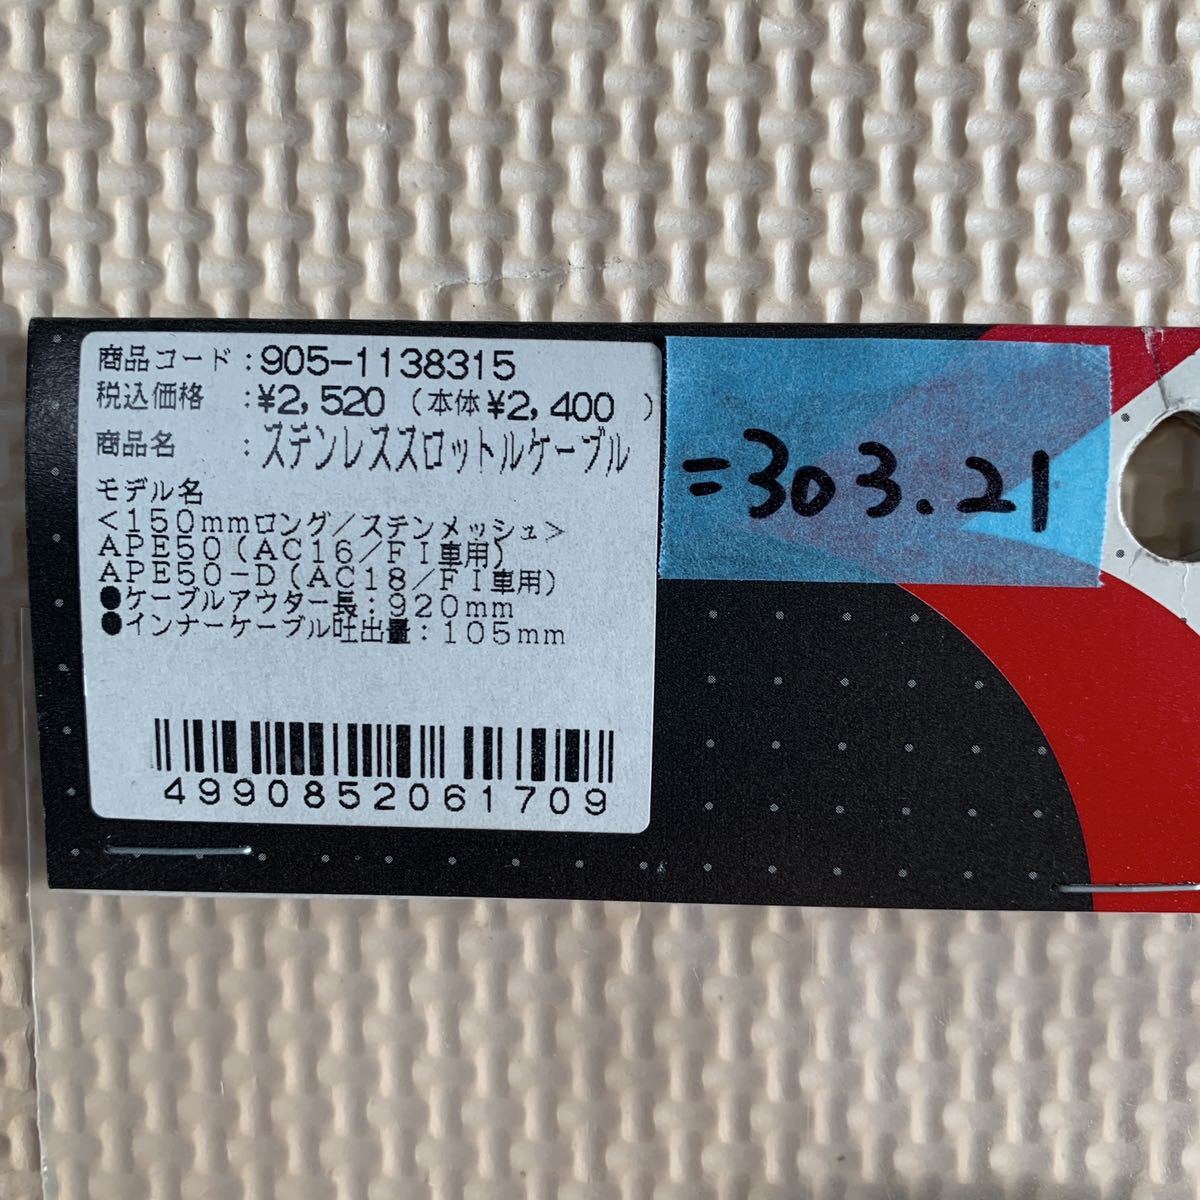 商品コード：905-1138315
税込価格　：¥2,520（本体¥2,400　）
商品名　　：ステンレススロットルケーブル
モデル名
＜１５０ｍｍロング／ステンメッシュ＞
ＡＰＥ５０（ＡＣ１６／ＦＩ車用）
ＡＰＥ５０－Ｄ（ＡＣ１８／ＦＩ車用）
●ケーブルアウター長：９２０ｍｍ
●インナーケーブル吐出量：１０５ｍｍ
4990852061709
=303.21